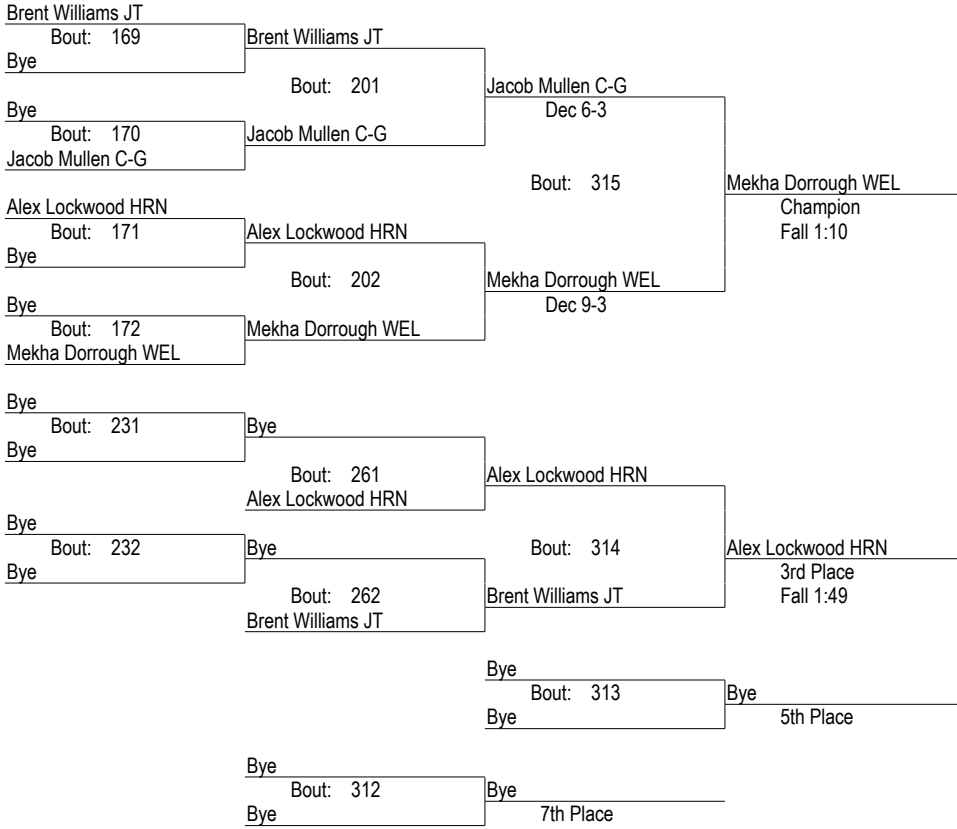 Brent Williams JT
Bout: 169
Brent Williams JT
Bye
Bout: 201
Jacob Mullen C-G
Bye
Dec 6-3
Bout: 170
Jacob Mullen C-G
Jacob Mullen C-G
Bout: 315
Mekha Dorrough WEL
Alex Lockwood HRN
Champion
Bout: 171
Alex Lockwood HRN
Fall 1:10
Bye
Bout: 202
Mekha Dorrough WEL
Bye
Dec 9-3
Bout: 172
Mekha Dorrough WEL
Mekha Dorrough WEL
Bye
Bout: 231
Bye
Bye
Bout: 261
Alex Lockwood HRN
Alex Lockwood HRN
Bye
Bout: 232
Bye
Bout: 314
Alex Lockwood HRN
Bye
3rd Place
Bout: 262
Brent Williams JT
Fall 1:49
Brent Williams JT
Bye
Bout: 313
Bye
Bye
5th Place
Bye
Bout: 312
Bye
Bye
7th Place